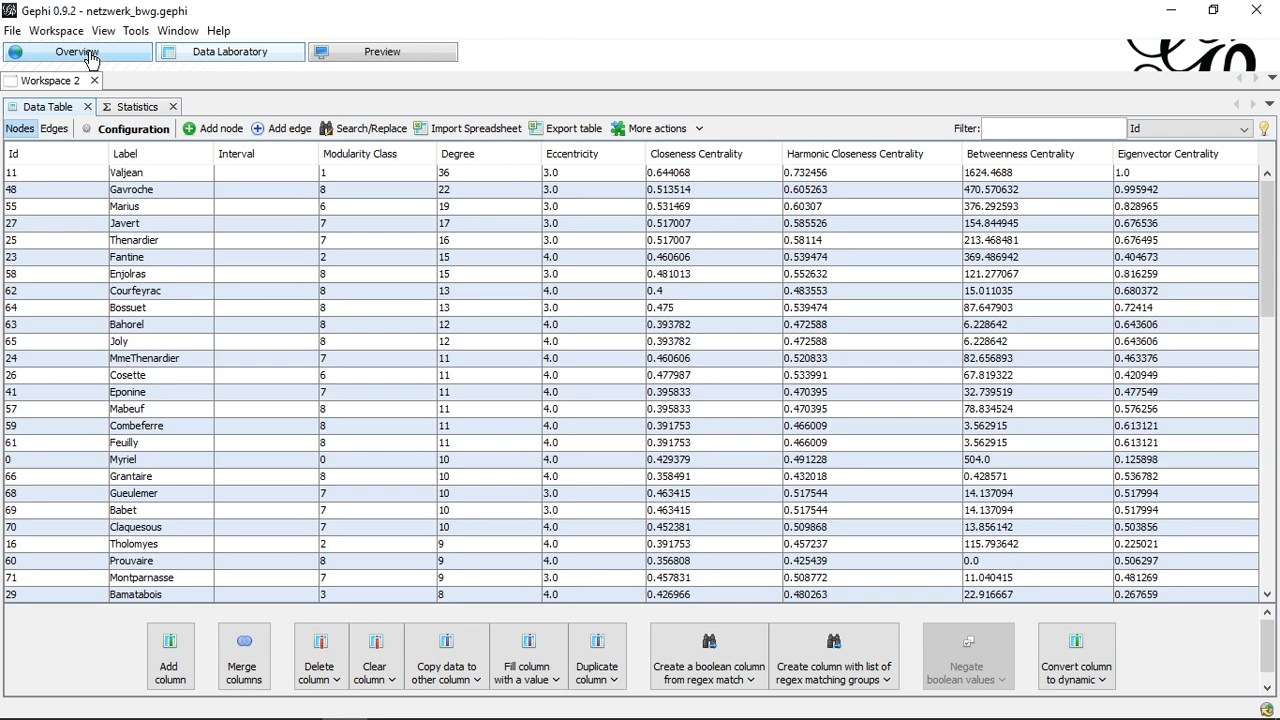 Gephi 0.9.2 - netzwerk_bwg.gephi
File Workspace View Tools Window Help
Overview Data Laboratory Preview
Workspace 2
Data Table Statistics
Nodes Edges Configuration Add node Add edge Search/Replace Import Spreadsheet Export table More actions Filter: Id
Id Label Interval Modularity Class Degree Eccentricity Closeness Centrality Harmonic Closeness Centrality Betweenness Centrality Eigenvector Centrality
11 Valjean 1 36 3.0 0.644068 0.732456 1624.4688 1.0
48 Gavroche 8 22 3.0 0.513514 0.605263 470.570632 0.995942
55 Marius 6 19 3.0 0.531469 0.60307 376.292593 0.828965
27 Javert 7 17 3.0 0.517007 0.585526 154.844945 0.676536
25 Thenardier 7 16 3.0 0.517007 0.58114 213.468481 0.676495
23 Fantine 2 15 4.0 0.460606 0.539474 369.486942 0.404673
58 Enjolras 8 15 3.0 0.481013 0.552632 121.277067 0.816259
62 Courfeyrac 8 13 4.0 0.4 0.483553 15.011035 0.680372
64 Bossuet 8 13 3.0 0.475 0.539474 87.647903 0.72414
63 Bahorel 8 12 4.0 0.393782 0.472588 6.228642 0.643606
65 Joly 8 12 4.0 0.393782 0.472588 6.228642 0.643606
24 MmeThenardier 7 11 4.0 0.460606 0.520833 82.656893 0.463376
26 Cosette 6 11 4.0 0.477987 0.533991 67.819322 0.420949
41 Eponine 7 11 4.0 0.395833 0.470395 32.739519 0.477549
57 Mabeuf 8 11 4.0 0.395833 0.470395 78.834524 0.576256
59 Combeferre 8 11 4.0 0.391753 0.466009 3.562915 0.613121
61 Feuilly 8 11 4.0 0.391753 0.466009 3.562915 0.613121
0 Myriel 0 10 4.0 0.429379 0.491228 504.0 0.125898
66 Grantaire 8 10 4.0 0.358491 0.432018 0.428571 0.536782
68 Gueulemer 7 10 3.0 0.463415 0.517544 14.137094 0.517994
69 Babet 7 10 3.0 0.463415 0.517544 14.137094 0.517994
70 Claquesous 7 10 4.0 0.452381 0.509868 13.856142 0.503856
16 Tholomyes 2 9 4.0 0.391753 0.457237 115.793642 0.225021
60 Prouvaire 8 9 4.0 0.356808 0.425439 0.0 0.506297
71 Montparnasse 7 9 3.0 0.457831 0.508772 11.040415 0.481269
29 Bamatabois 3 8 4.0 0.426966 0.480263 22.916667 0.267659
Add column
Merge columns
Delete column
Clear column
Copy data to other column
Fill column with a value
Duplicate column
Create a boolean column from regex match
Create column with list of regex matching groups
Negate boolean values
Convert column to dynamic